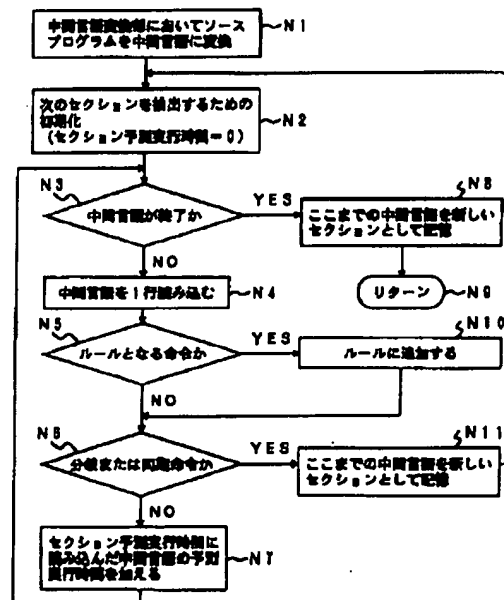 中間言語変換部においてソース
プログラムを中間言語に変換
N1
次のセクションを抽出するための
初期化
(セクション予測実行時間=0)
N2
N3
中間言語が終了か
YES
NO
N8
ここまでの中間言語を新しい
セクションとして記憶
リターン
N9
中間言語を1行読み込む
N4
N5
ルールとなる命令か
YES
NO
N10
ルールに追加する
N6
分岐または同期命令か
YES
NO
N11
ここまでの中間言語を新しい
セクションとして記憶
セクション予測実行時間に
読み込んだ中間言語の予測
実行時間を加える
N7